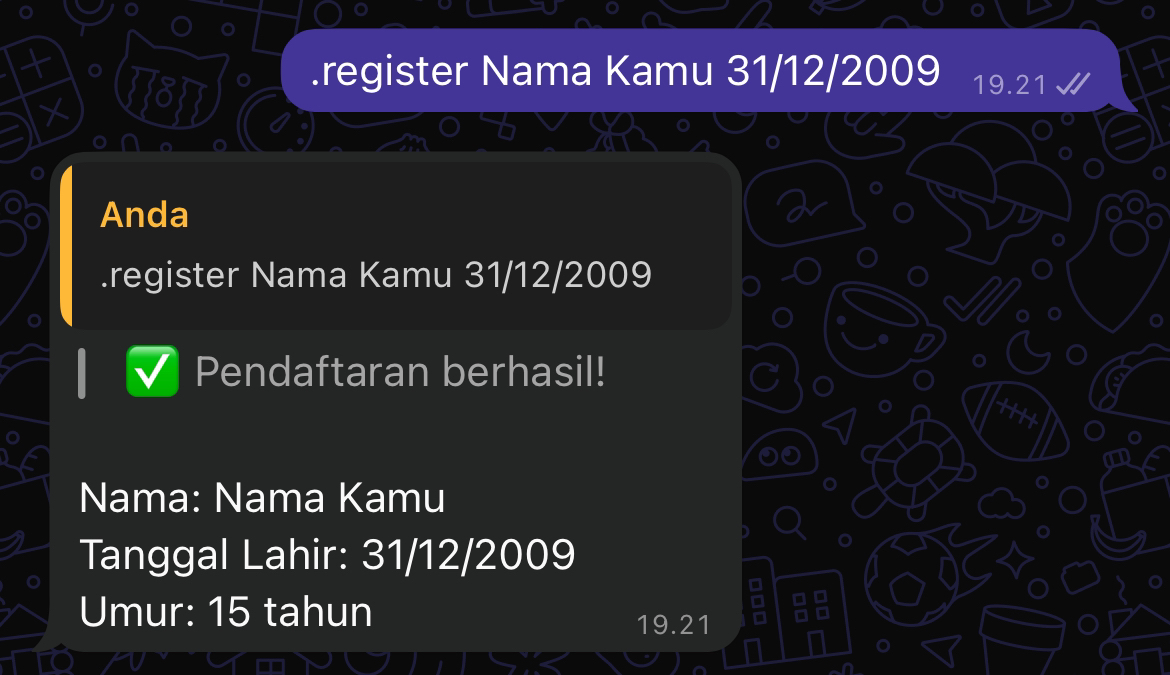 .register Nama Kamu 31/12/2009
19.21
Anda
.register Nama Kamu 31/12/2009
✅ Pendaftaran berhasil!
Nama: Nama Kamu
Tanggal Lahir: 31/12/2009
Umur: 15 tahun
19.21